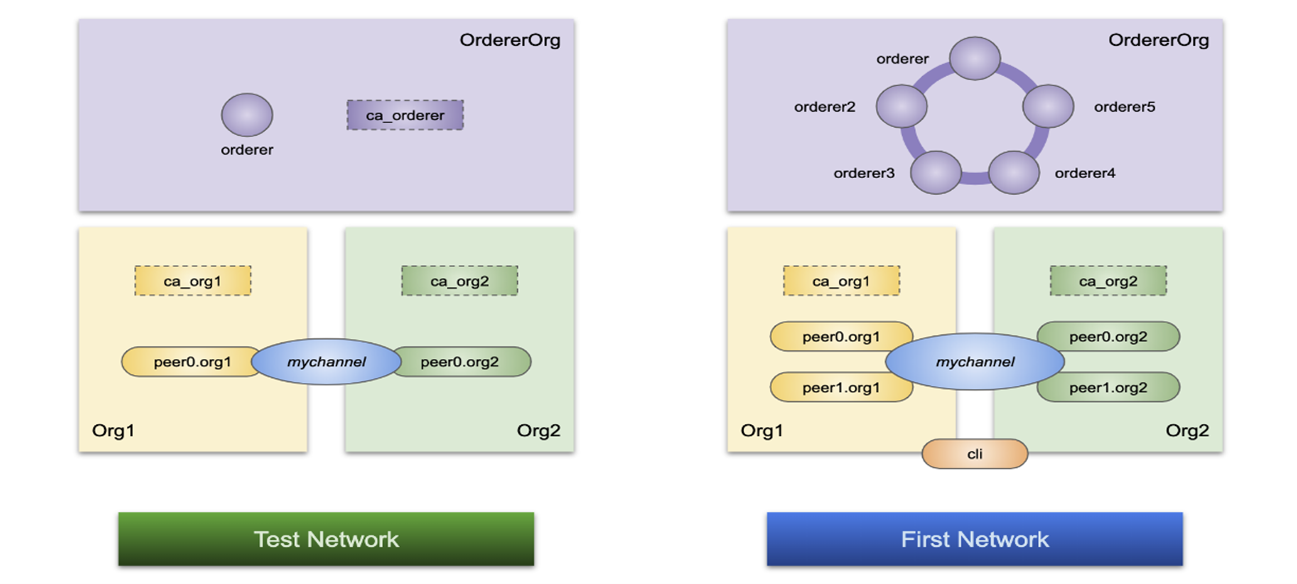 OrdererOrg
ca_orderer
orderer
ca_org1
ca_org2
peer0.org1
mychannel
peer0.org2
Org1
Org2
Test Network
OrdererOrg
orderer
orderer2
orderer5
orderer3
orderer4
ca_org1
ca_org2
peer0.org1
peer0.org2
mychannel
peer1.org1
peer1.org2
Org1
Org2
cli
First Network